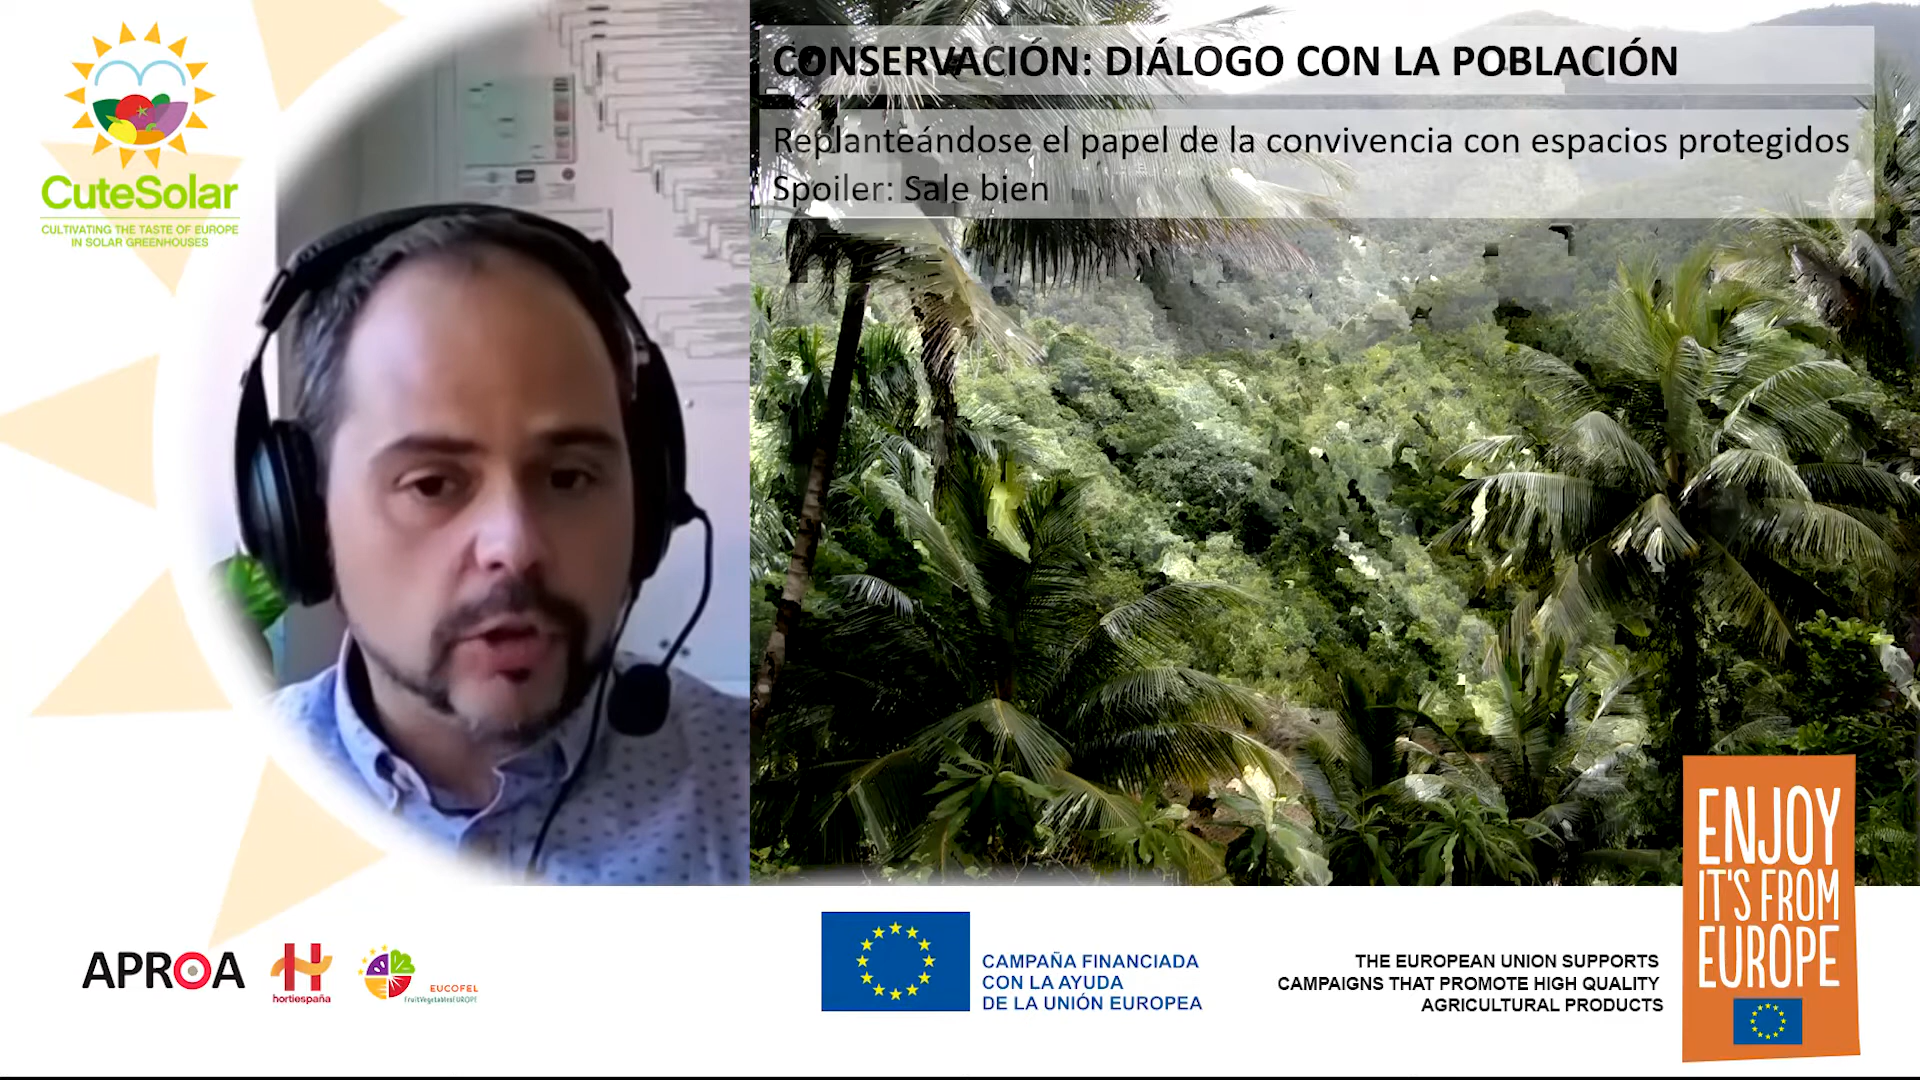 CONSERVACIÓN: DIÁLOGO CON LA POBLACIÓN
Replanteándose el papel de la convivencia con espacios protegidos
Spoiler: Sale bien
CuteSolar
CULTIVATING THE TASTE OF EUROPE
IN SOLAR GREENHOUSES
APROA
hortiespaña
EUCOFEL
FruitVegetablesEUROPE
CAMPAÑA FINANCIADA
CON LA AYUDA
DE LA UNIÓN EUROPEA
THE EUROPEAN UNION SUPPORTS
CAMPAIGNS THAT PROMOTE HIGH QUALITY
AGRICULTURAL PRODUCTS
ENJOY
IT'S FROM
EUROPE